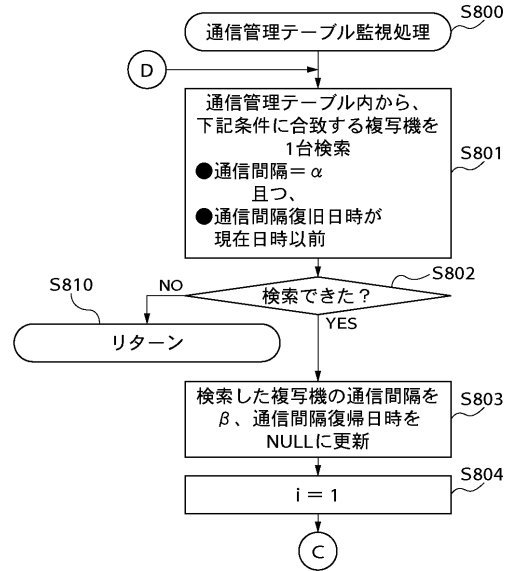 S800
通信管理テーブル監視処理
D
通信管理テーブル内から、
下記条件に合致する複写機を
1台検索
●通信間隔＝α
且つ、
●通信間隔復旧日時が
現在日時以前
S801
S802
検索できた？
NO
YES
S810
リターン
検索した複写機の通信間隔を
β、通信間隔復帰日時を
NULLに更新
S803
S804
i = 1
C